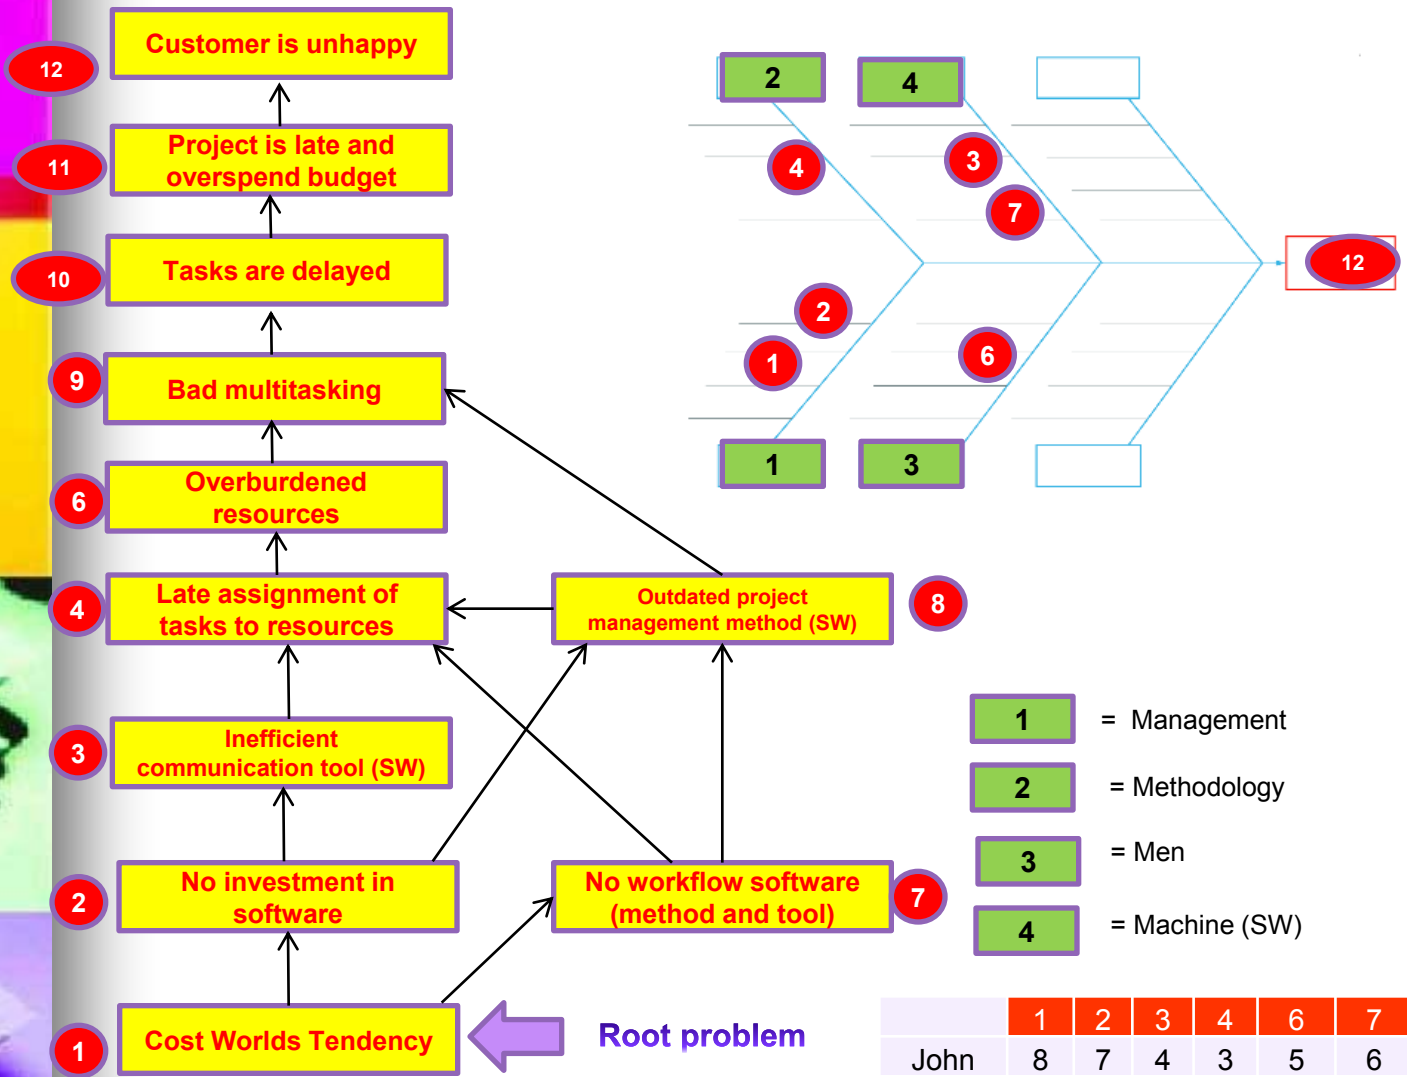 12
Customer is unhappy
11
Project is late and
overspend budget
10
Tasks are delayed
9
Bad multitasking
6
Overburdened
resources
4
Late assignment of
tasks to resources
Outdated project
management method (SW)
8
3
Inefficient
communication tool (SW)
2
No investment in
software
No workflow software
(method and tool)
7
1
Cost Worlds Tendency
Root problem
2
4
4
3
7
12
2
1
6
1
3
1 = Management
2 = Methodology
3 = Men
4 = Machine (SW)
1 2 3 4 6 7
John 8 7 4 3 5 6